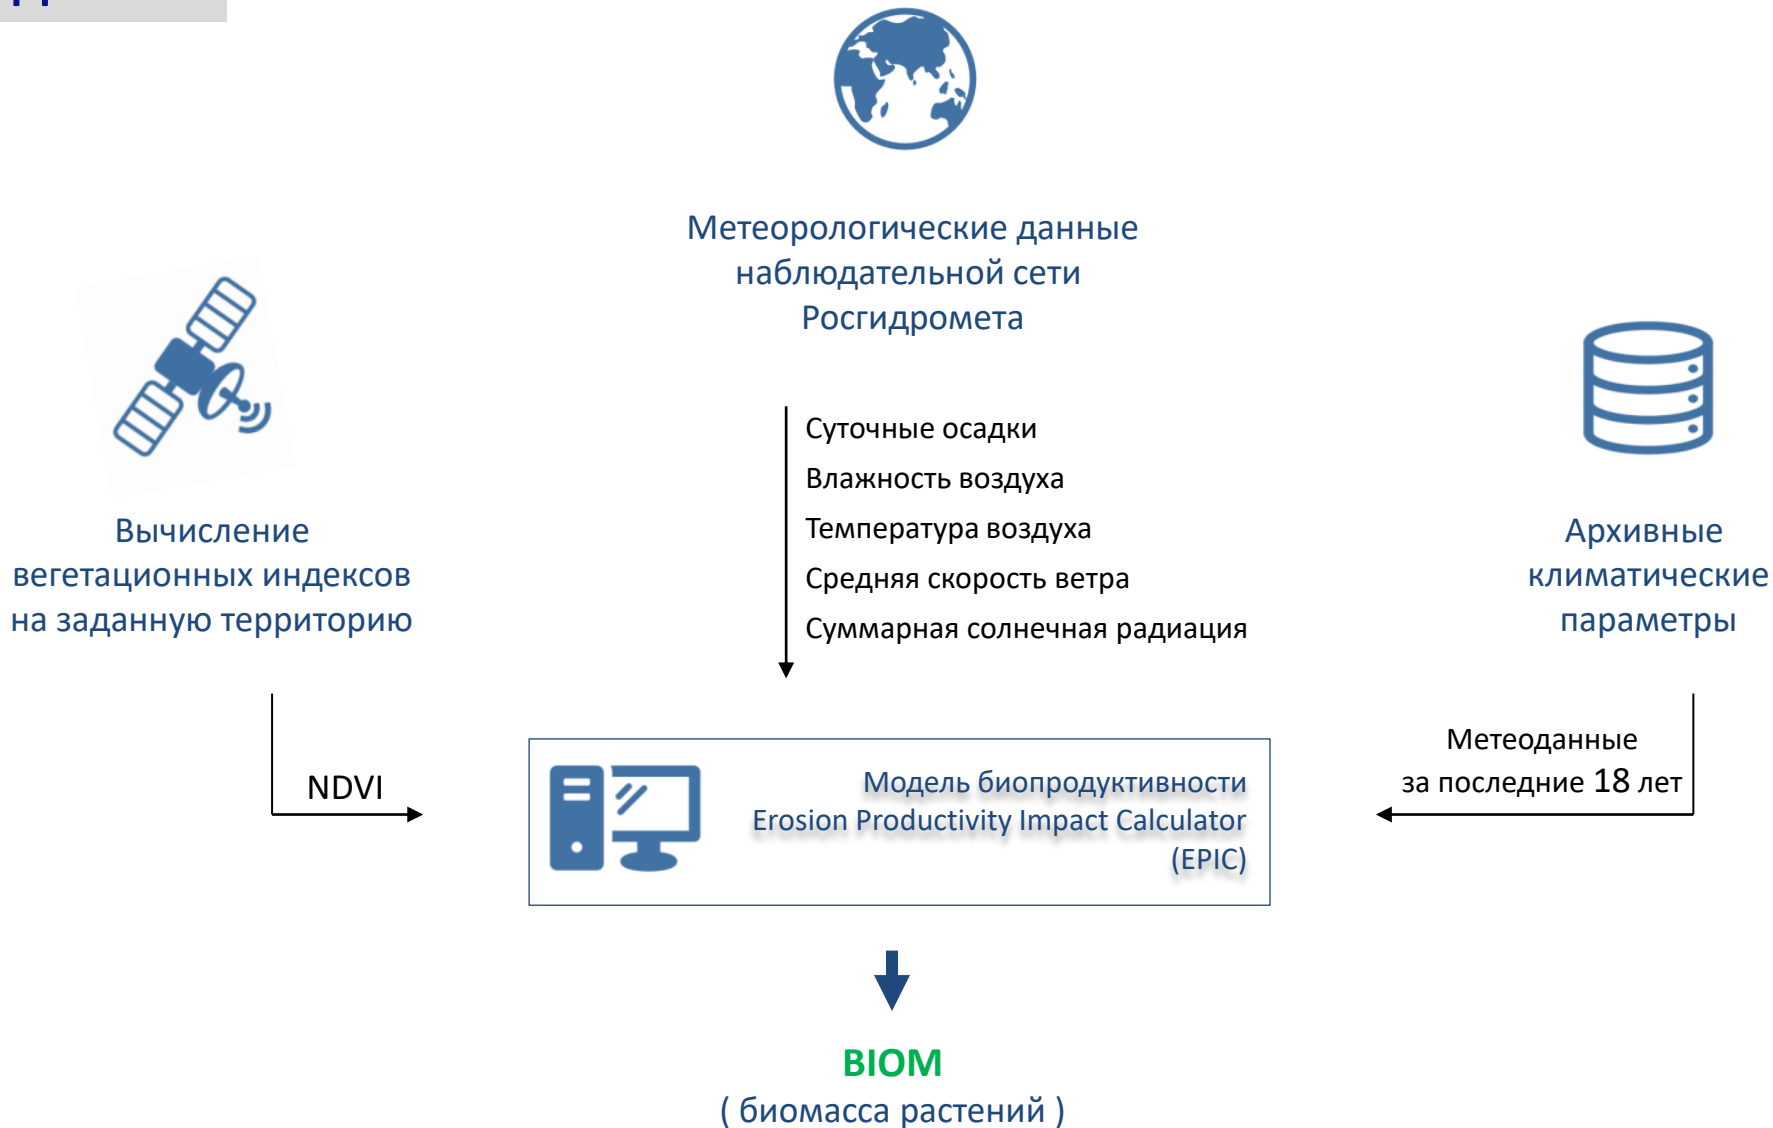 Метеорологические данные
наблюдательной сети
Росгидромета
Суточные осадки
Влажность воздуха
Температура воздуха
Средняя скорость ветра
Суммарная солнечная радиация
Вычисление
вегетационных индексов
на заданную территорию
Архивные
климатические
параметры
NDVI
Метеоданные
за последние 18 лет
Модель биопродуктивности
Erosion Productivity Impact Calculator
(EPIC)
BIOM
( биомасса растений )